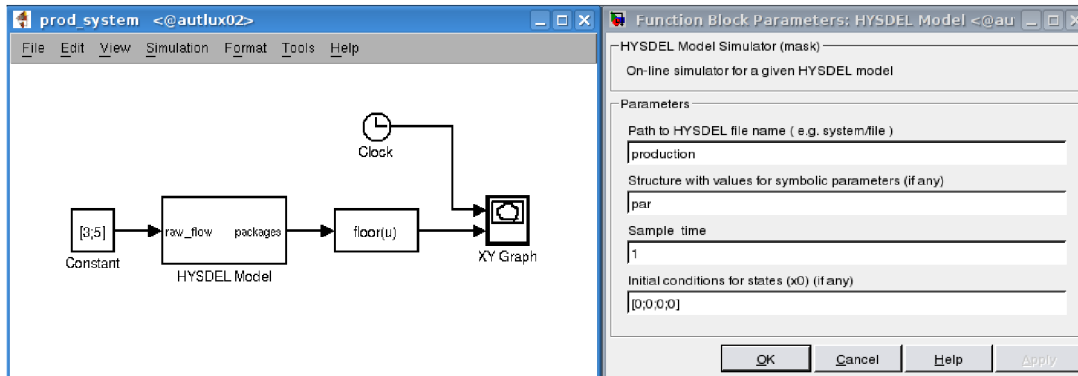 prod_system <@autlux02>
File Edit View Simulation Format Tools Help
Clock
[3;5]
Constant
raw_flow packages
HYSDEL Model
floor(u)
XY Graph
Function Block Parameters: HYSDEL Model <@au
HYSDEL Model Simulator (mask)
On-line simulator for a given HYSDEL model
Parameters
Path to HYSDEL file name ( e.g. system/file )
production
Structure with values for symbolic parameters (if any)
par
Sample time
1
Initial conditions for states (x0) (if any)
[0;0;0;0]
OK Cancel Help Apply